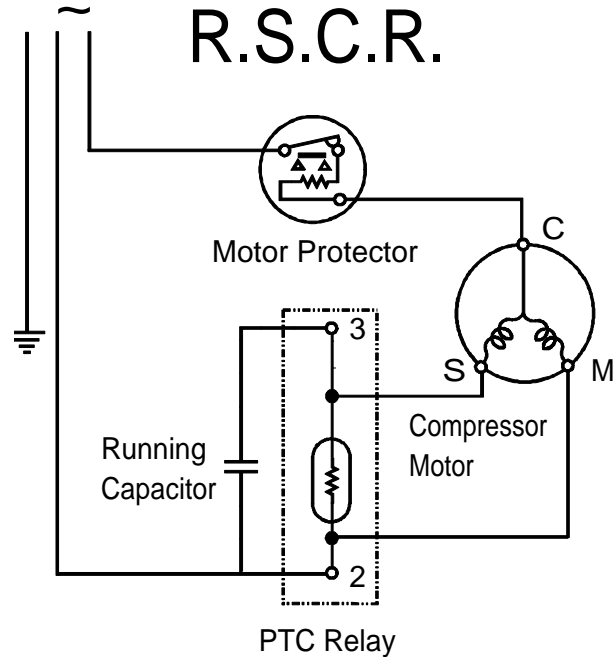 ~
R.S.C.R.
Motor Protector
C
3
S
M
Compressor
Motor
Running
Capacitor
2
PTC Relay